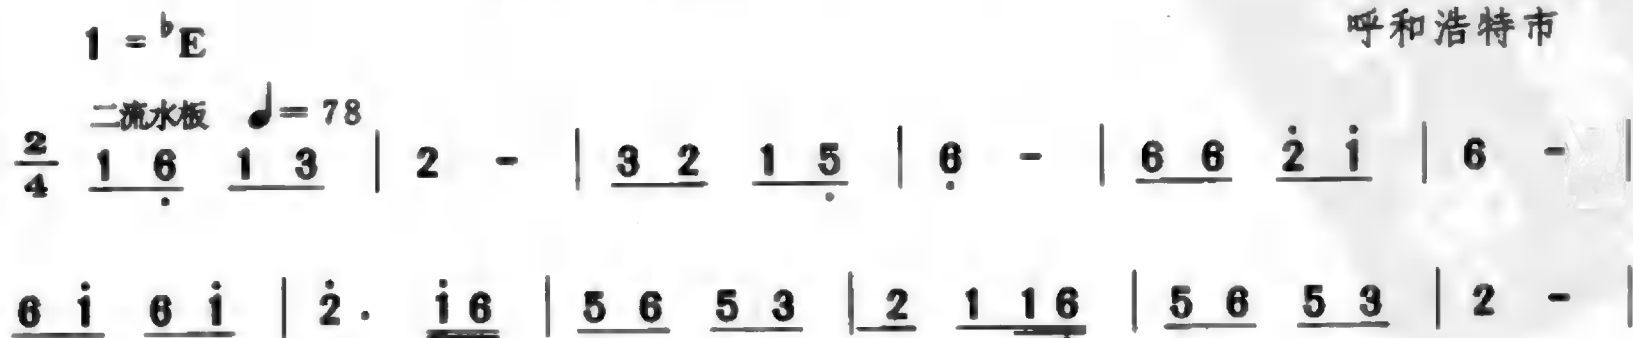 1 = ♭E
呼和浩特市
二流水板 ♩= 78
2/4 1 6̣ 1 3 | 2 - | 3 2 1 5̣ | 6̣ - | 6 6 2̇ 1̇ | 6 - |
6 1̇ 6 1̇ | 2̇ . 1̇ 6 | 5 6 5 3 | 2 1 1 6̣ | 5 6 5 3 | 2 - |